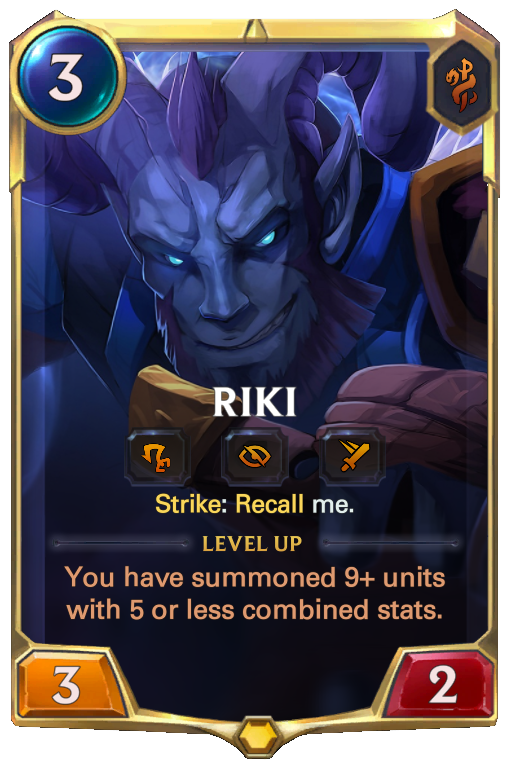 3
RIKI
Strike: Recall me.
LEVEL UP
You have summoned 9+ units
with 5 or less combined stats.
3
2